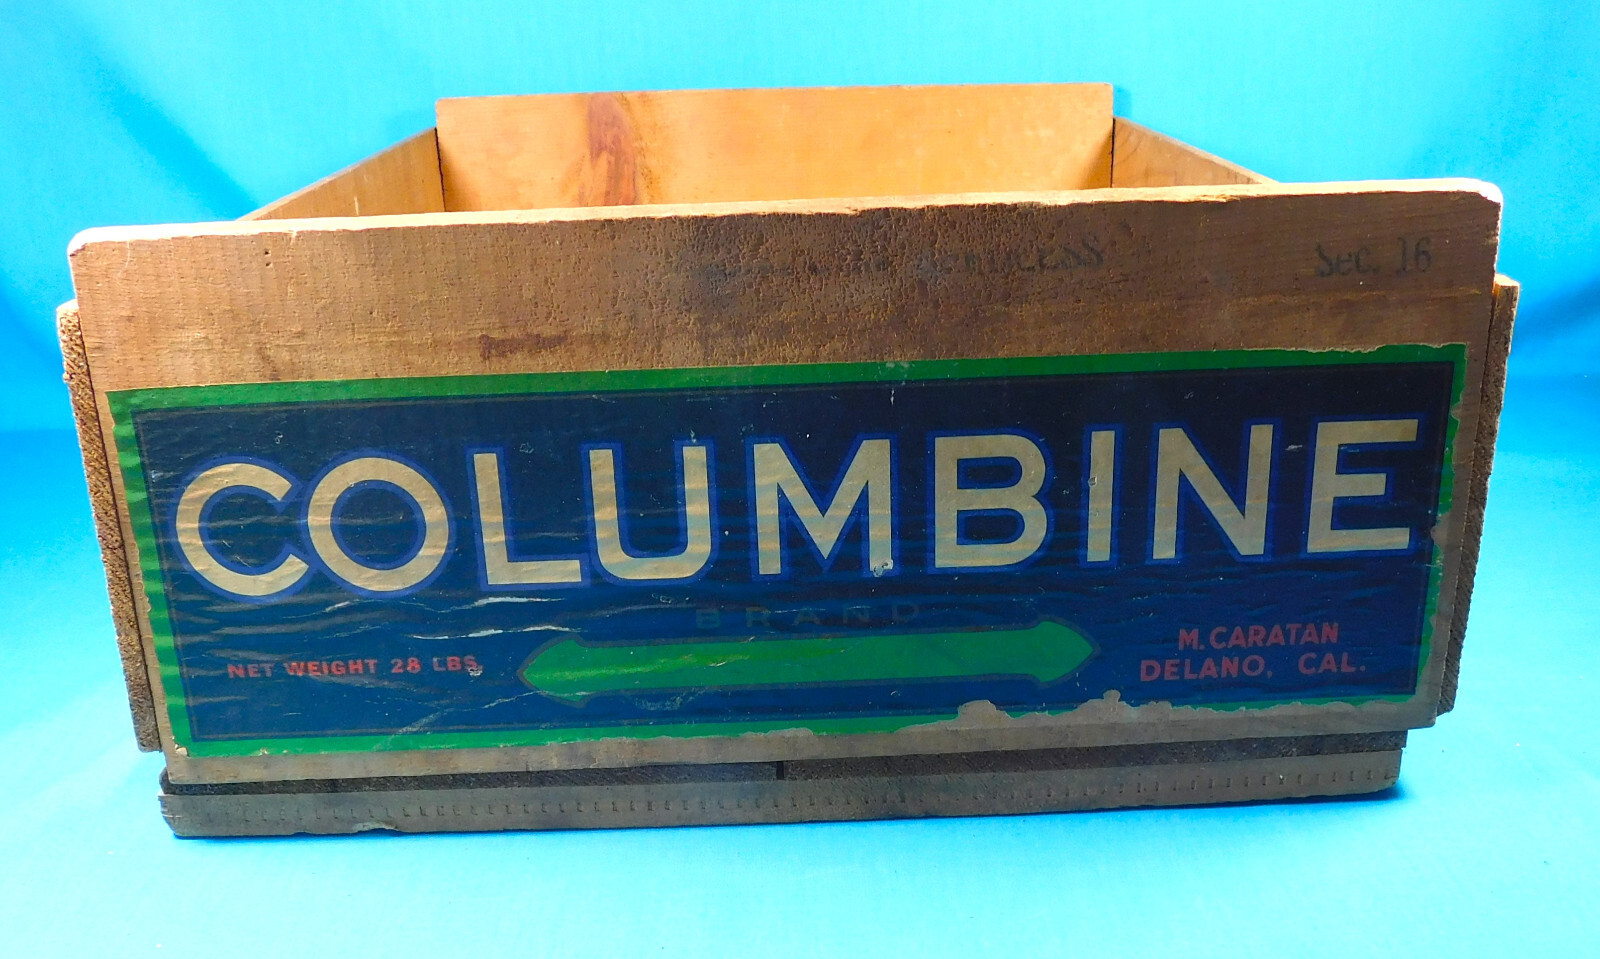 Sec. 16
COLUMBINE
BRAND
NET WEIGHT 28 LBS.
M. CARATAN
DELANO, CAL.